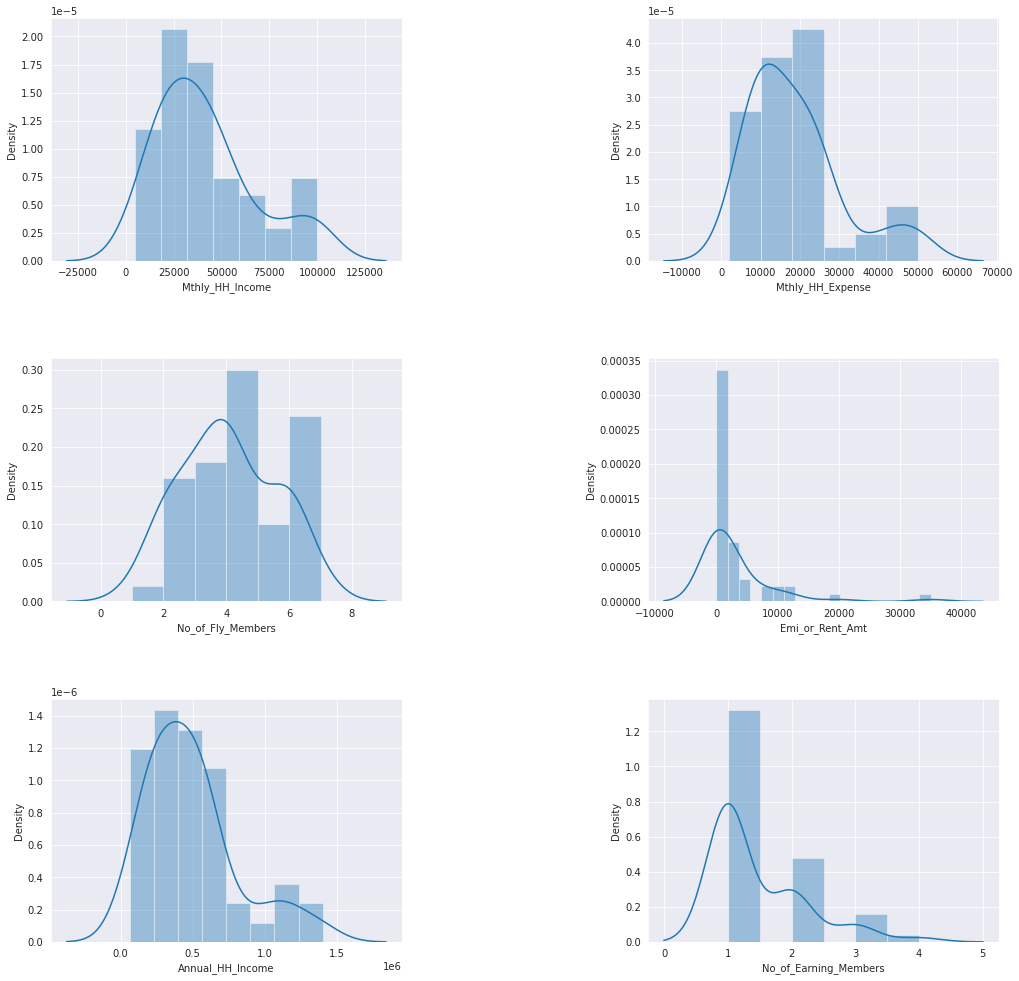 1e−5
2.00
1.75
1.50
1.25
1.00
0.75
0.50
0.25
0.00
Density
−25000 0 25000 50000 75000 100000 125000
Mthly_HH_Income
1e−5
4.0
3.5
3.0
2.5
2.0
1.5
1.0
0.5
0.0
Density
−10000 0 10000 20000 30000 40000 50000 60000 70000
Mthly_HH_Expense
0.30
0.25
0.20
0.15
0.10
0.05
0.00
Density
0 2 4 6 8
No_of_Fly_Members
0.00035
0.00030
0.00025
0.00020
0.00015
0.00010
0.00005
0.00000
Density
−10000 0 10000 20000 30000 40000
Emi_or_Rent_Amt
1e−6
1.4
1.2
1.0
0.8
0.6
0.4
0.2
0.0
Density
0.0 0.5 1.0 1.5
Annual_HH_Income
1e6
1.2
1.0
0.8
0.6
0.4
0.2
0.0
Density
0 1 2 3 4 5
No_of_Earning_Members